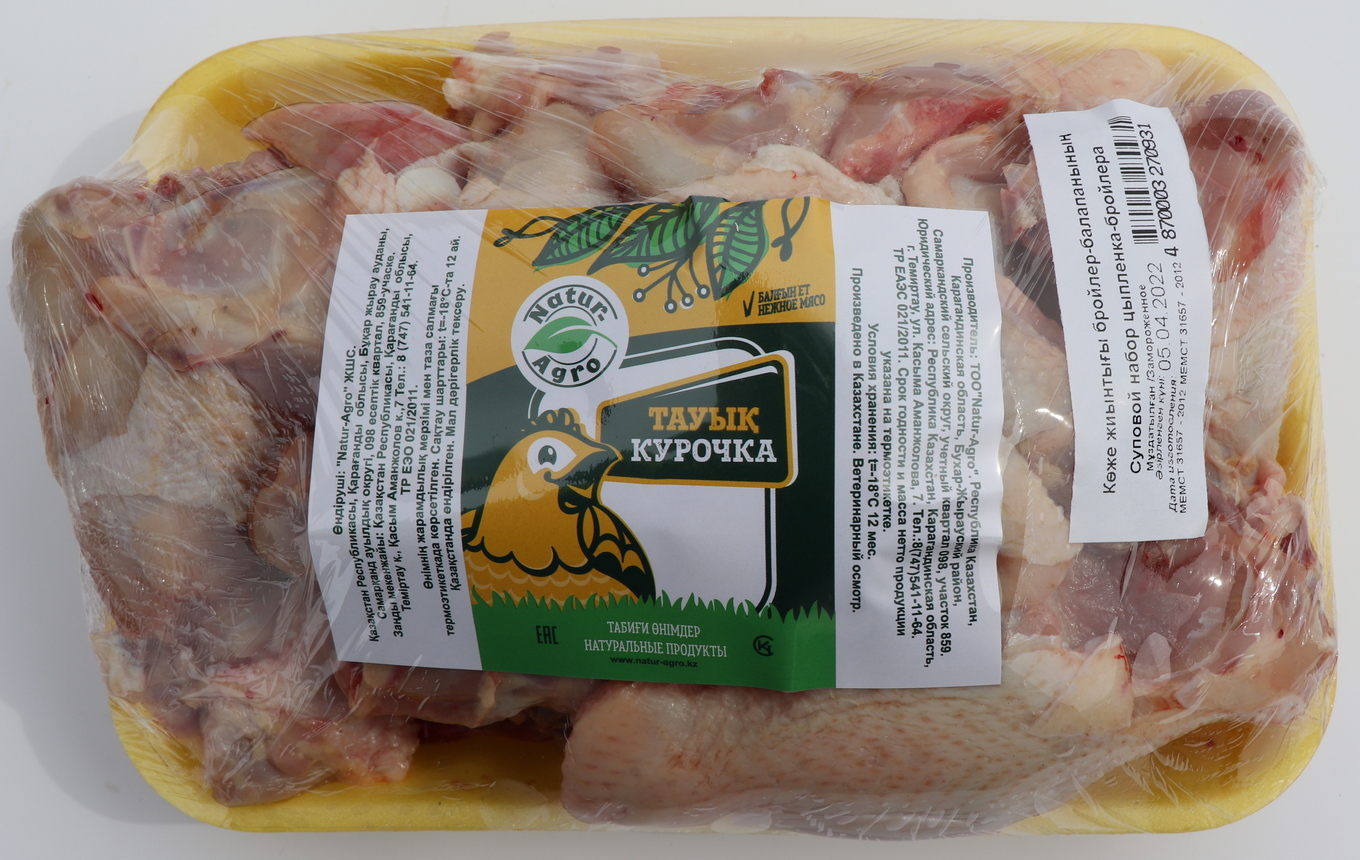 Өндіруші: "Natur-Agro" ЖШС.
Қазақстан Республикасы, Қарағанды облысы, Бұқар жырау ауданы,
Самарқанд ауылдық округі, 098 есептік квартал, 859-учаске.
Заңды мекенжайы: Қазақстан Республикасы, Қарағанды облысы,
Теміртау қ., Қасым Аманжолов к.,7 Тел.: 8 (747) 541-11-64.
ТР ЕЭО 021/2011.
Өнімнің жарамдылық мерзімі мен таза салмағы
термоэтикеткада көрсетілген. Сақтау шарттары: t=-18°С-та 12 ай.
Қазақстанда өндірілген. Мал дәрігерлік тексеру.
Natur-
Agro
БАЛҒЫН ЕТ
НЕЖНОЕ МЯСО
ТАУЫҚ
КУРОЧКА
EAC
ТАБИҒИ ӨНІМДЕР
НАТУРАЛЬНЫЕ ПРОДУКТЫ
www.natur-agro.kz
Производитель: ТОО"Natur-Agro". Республика Казахстан,
Карагандинская область, Бухар-Жырауский район,
Самаркандский сельский округ, учетный квартал 098, участок 859.
Юридический адрес: Республика Казахстан, Карагандинская область,
г. Темиртау, ул. Касыма Аманжолова, 7. Тел.:8(747)541-11-64.
ТР ЕАЭС 021/2011. Срок годности и масса нетто продукции
указана на термоэтикетке.
Условия хранения: t=-18°С 12 мес.
Произведено в Казахстане. Ветеринарный осмотр.
Көже жиынтығы бройлер-балапанының
Суповой набор цыпленка-бройлера
Мұздатылған /Замороженное
Әзірленген күні: 05.04.2022
Дата изготовления:
МЕМСТ 31657 - 2012 МЕМСТ 31657 - 2012
4 870003 270931